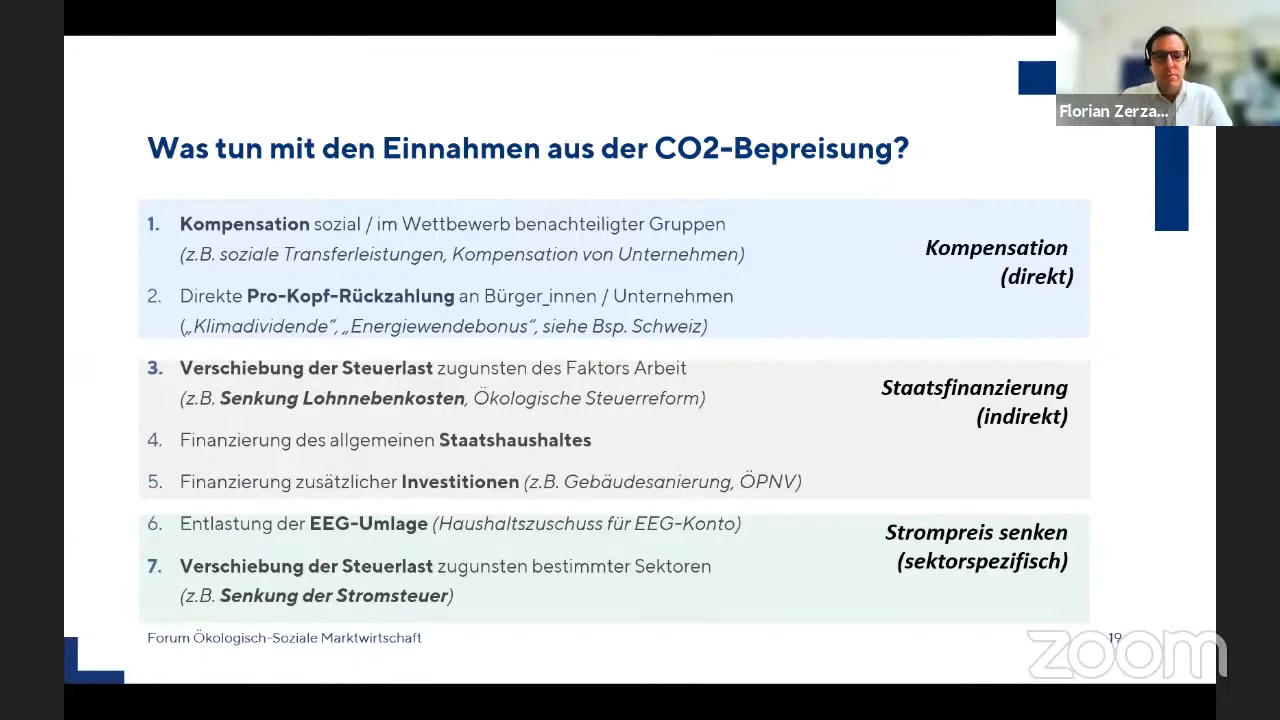 Florian Zerza...
Was tun mit den Einnahmen aus der CO2-Bepreisung?
1. Kompensation sozial / im Wettbewerb benachteiligter Gruppen
(z.B. soziale Transferleistungen, Kompensation von Unternehmen)
Kompensation
(direkt)
2. Direkte Pro-Kopf-Rückzahlung an Bürger_innen / Unternehmen
(„Klimadividende“, „Energiewendebonus“, siehe Bsp. Schweiz)
3. Verschiebung der Steuerlast zugunsten des Faktors Arbeit
(z.B. Senkung Lohnnebenkosten, Ökologische Steuerreform)
Staatsfinanzierung
(indirekt)
4. Finanzierung des allgemeinen Staatshaushaltes
5. Finanzierung zusätzlicher Investitionen (z.B. Gebäudesanierung, ÖPNV)
6. Entlastung der EEG-Umlage (Haushaltszuschuss für EEG-Konto)
Strompreis senken
(sektorspezifisch)
7. Verschiebung der Steuerlast zugunsten bestimmter Sektoren
(z.B. Senkung der Stromsteuer)
Forum Ökologisch-Soziale Marktwirtschaft
19
zoom